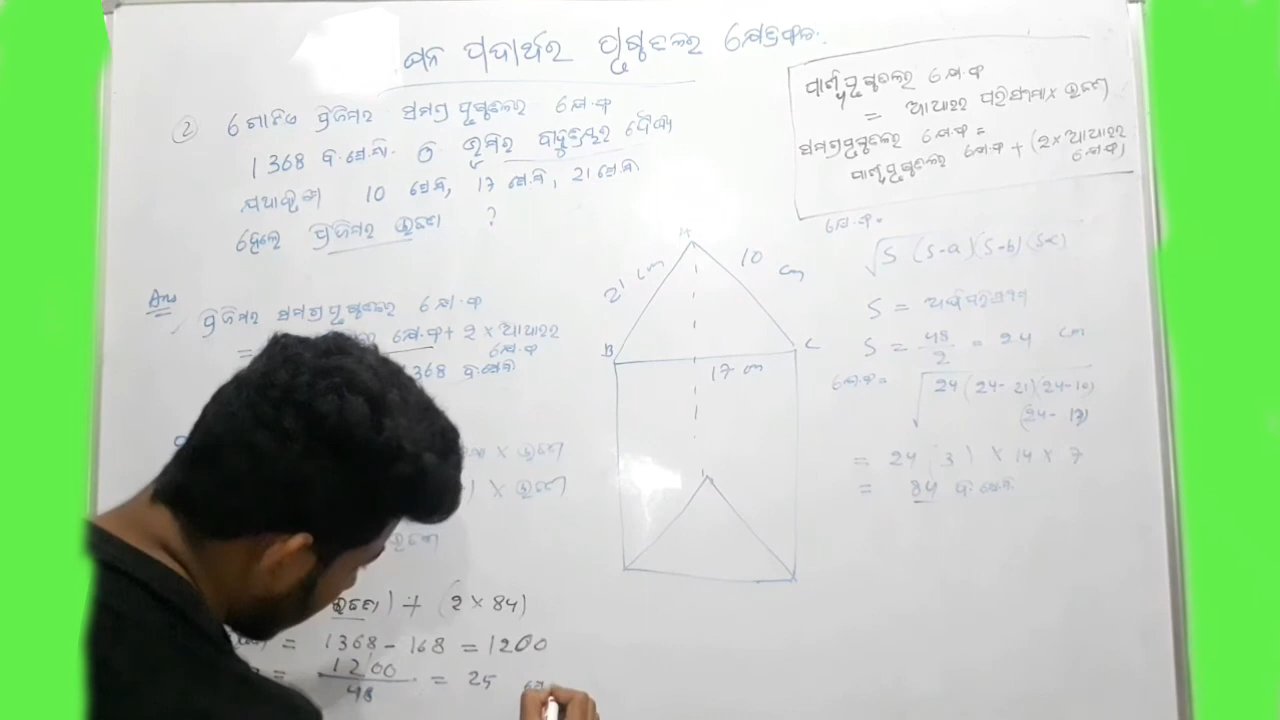 ଘନ ପଦାର୍ଥର ପୃଷ୍ଠତଳର କ୍ଷେତ୍ରଫଳ
② ଗୋଟିଏ ପ୍ରିଜିମର ସମଗ୍ର ପୃଷ୍ଠତଳର କ୍ଷେ.ଫ
1368 ବ.ସେ.ମି. ଓ ଭୂମିର ବାହୁତ୍ରୟର ଦୈର୍ଘ୍ୟ
ଯଥାକ୍ରମେ 10 ସେ.ମି, 17 ସେ.ମି, 21 ସେ.ମି
ହେଲେ ପ୍ରିଜିମର ଉଚ୍ଚତା ?
ପାର୍ଶ୍ୱପୃଷ୍ଠତଳର କ୍ଷେ.ଫ
= ଆଧାରର ପରିସୀମା × ଉଚ୍ଚତା
ସମଗ୍ରପୃଷ୍ଠତଳର କ୍ଷେ.ଫ =
ପାର୍ଶ୍ୱପୃଷ୍ଠତଳର କ୍ଷେ.ଫ + (2 × ଆଧାରର
କ୍ଷେ.ଫ)
Ans
ପ୍ରିଜିମର ସମଗ୍ର ପୃଷ୍ଠତଳର କ୍ଷେ.ଫ
= କ୍ଷେ.ଫ + 2 × ଆଧାରର
କ୍ଷେ.ଫ
1368 ବ.ସେମି
× ଉଚ୍ଚତା
) × ଉଚ୍ଚତା
ଉଚ୍ଚତା
ଉଚ୍ଚତା) + (2 × 84)
= 1368 - 168 = 1200
= 1200
48 = 25
A
21 cm
10 cm
B
C
17 cm
କ୍ଷେ.ଫ =
√S (S-a) (S-b) (S-c)
S = ଅର୍ଦ୍ଧପରିସୀମା
S = 48
2 = 24 cm
କ୍ଷେ.ଫ = √24 (24-21) (24-10)
(24-17)
= 24 (3) × 14 × 7
= 84 ବ.ସେମି